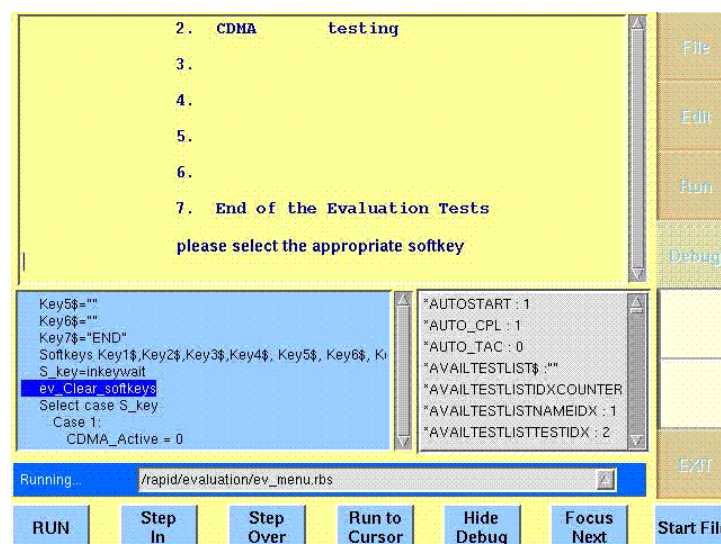 2. CDMA testing
3.
4.
5.
6.
7. End of the Evaluation Tests
please select the appropriate softkey
File
Edit
Run
Debug
EXIT
Key5$=""
Key6$=""
Key7$="END"
Softkeys Key1$,Key2$,Key3$,Key4$, Key5$, Key6$, K
S_key=inkeywait
ev_Clear_softkeys
Select case S_key
Case 1:
CDMA_Active = 0
*AUTOSTART : 1
*AUTO_CPL : 1
*AUTO_TAC : 0
*AVAILTESTLIST$ :""
*AVAILTESTLISTIDXCOUNTER
*AVAILTESTLISTNAMEIDX : 1
*AVAILTESTLISTTESTIDX : 2
Running... /rapid/evaluation/ev_menu.rbs
RUN
Step In
Step Over
Run to Cursor
Hide Debug
Focus Next
Start Fil